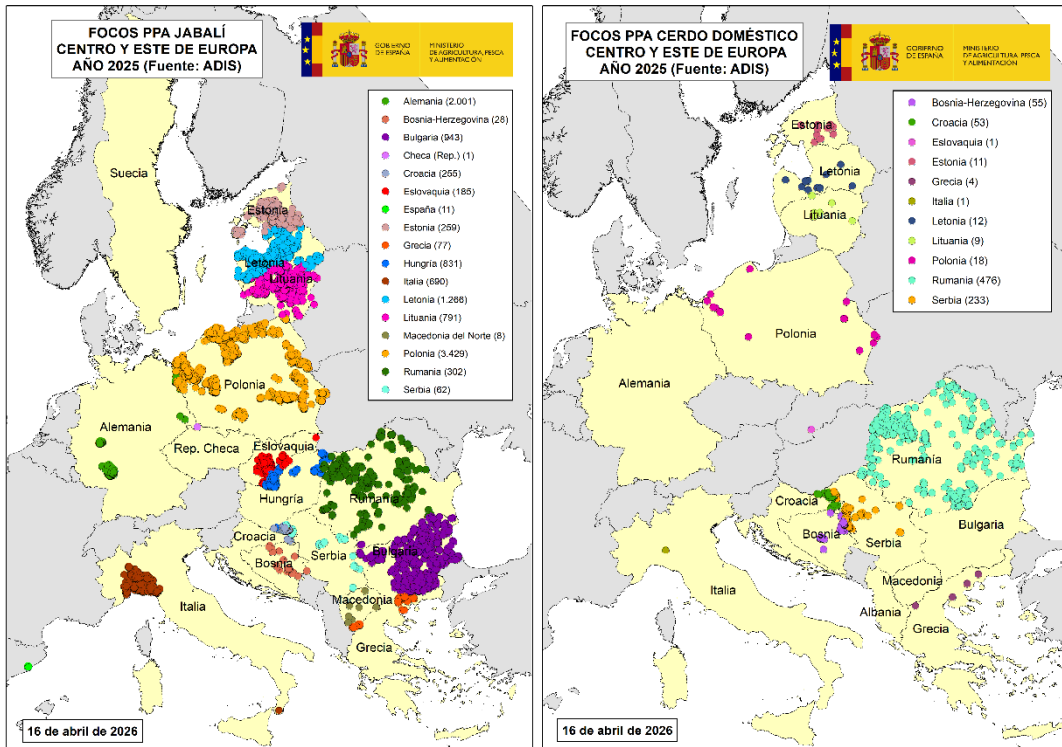 FOCOS PPA JABALÍ
CENTRO Y ESTE DE EUROPA
AÑO 2025 (Fuente: ADIS)
GOBIERNO
DE ESPAÑA
MINISTERIO
DE AGRICULTURA, PESCA
Y ALIMENTACIÓN
Alemania (2.001)
Bosnia-Herzegovina (28)
Bulgaria (943)
Checa (Rep.) (1)
Croacia (255)
Eslovaquia (185)
España (11)
Estonia (259)
Grecia (77)
Hungría (831)
Italia (690)
Letonia (1.266)
Lituania (791)
Macedonia del Norte (8)
Polonia (3.429)
Rumania (302)
Serbia (62)
Suecia
Estonia
Letonia
Lituania
Polonia
Alemania
Rep. Checa
Eslovaquia
Hungría
Rumania
Croacia
Bosnia
Serbia
Bulgaria
Macedonia
Italia
Grecia
16 de abril de 2026
FOCOS PPA CERDO DOMÉSTICO
CENTRO Y ESTE DE EUROPA
AÑO 2025 (Fuente: ADIS)
GOBIERNO
DE ESPAÑA
MINISTERIO
DE AGRICULTURA, PESCA
Y ALIMENTACIÓN
Bosnia-Herzegovina (55)
Croacia (53)
Eslovaquia (1)
Estonia (11)
Grecia (4)
Italia (1)
Letonia (12)
Lituania (9)
Polonia (18)
Rumania (476)
Serbia (233)
Estonia
Letonia
Lituania
Polonia
Alemania
Rumania
Croacia
Bosnia
Serbia
Bulgaria
Italia
Macedonia
Albania
Grecia
16 de abril de 2026